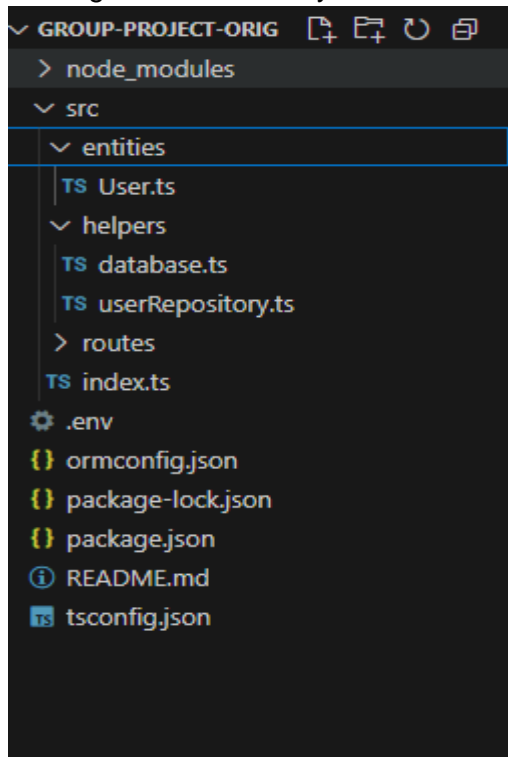 GROUP-PROJECT-ORIG
node_modules
src
entities
TS User.ts
helpers
TS database.ts
TS userRepository.ts
routes
TS index.ts
.env
{} ormconfig.json
{} package-lock.json
{} package.json
README.md
TS tsconfig.json